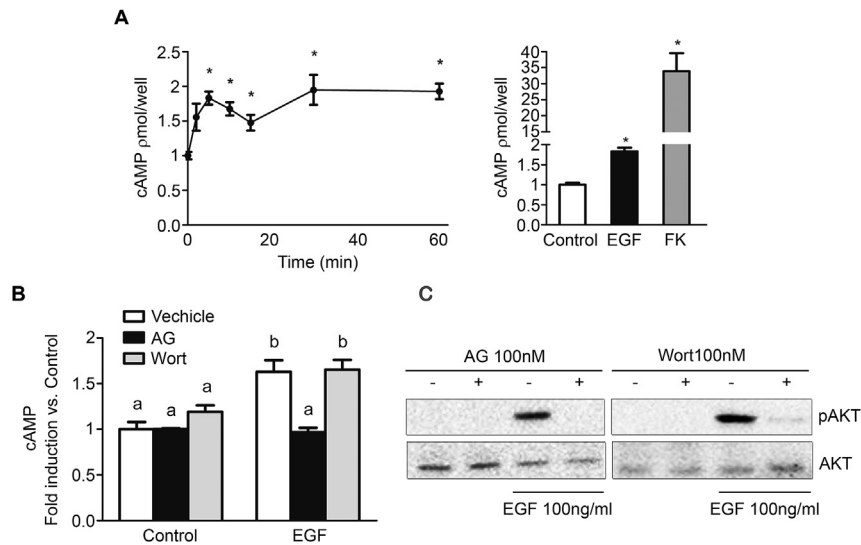 A
cAMP ρmol/well
2.5
2
1.5
1
0.5
0.0
0
20
40
60
Time (min)
* * * * *
cAMP ρmol/well
40
35
30
25
20
15
2
1.5
1
0.5
0.0
*
*
Control EGF FK
B
Vechicle
AG
Wort
cAMP
Fold induction vs. Control
2
1.5
1
0.5
0.0
a a a b a b
Control EGF
C
AG 100nM Wort100nM
- + - + - + - +
pAKT
AKT
EGF 100ng/ml EGF 100ng/ml